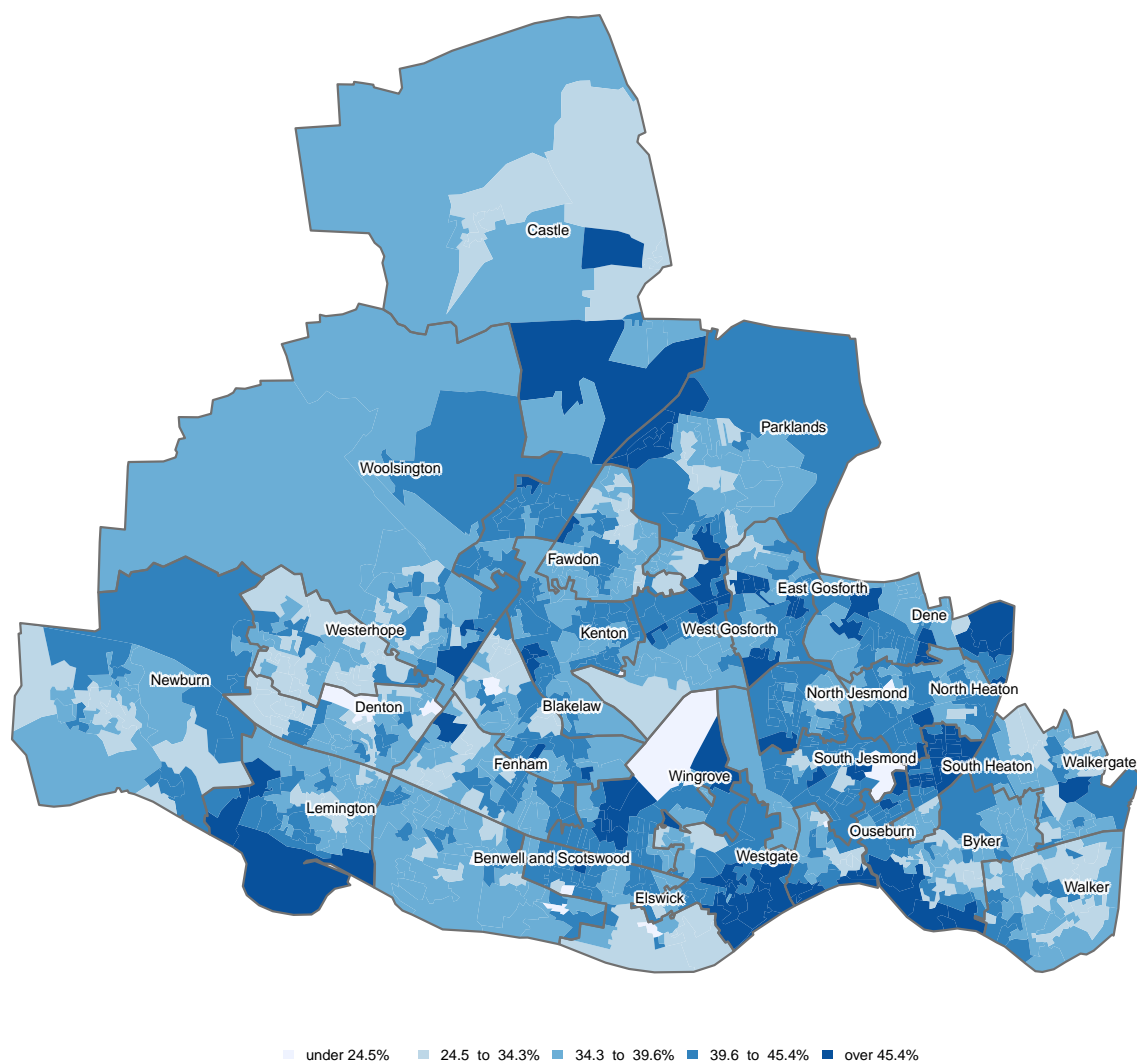 Castle
Parklands
Woolsington
Fawdon
East Gosforth
Dene
Westerhope
Kenton
West Gosforth
Newburn
North Jesmond
North Heaton
Denton
Blakelaw
South Jesmond
Fenham
South Heaton
Walkergate
Wingrove
Lemington
Ouseburn
Byker
Benwell and Scotswood
Westgate
Walker
Elswick
under 24.5% 24.5 to 34.3% 34.3 to 39.6% 39.6 to 45.4% over 45.4%